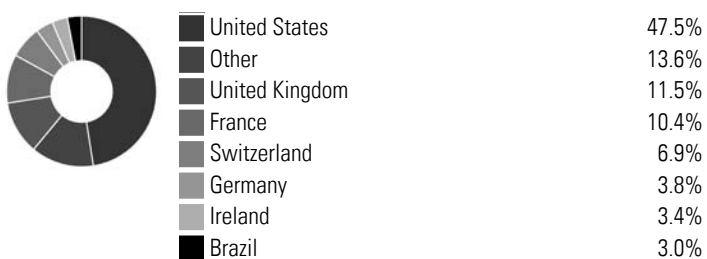 United States 47.5%
Other 13.6%
United Kingdom 11.5%
France 10.4%
Switzerland 6.9%
Germany 3.8%
Ireland 3.4%
Brazil 3.0%